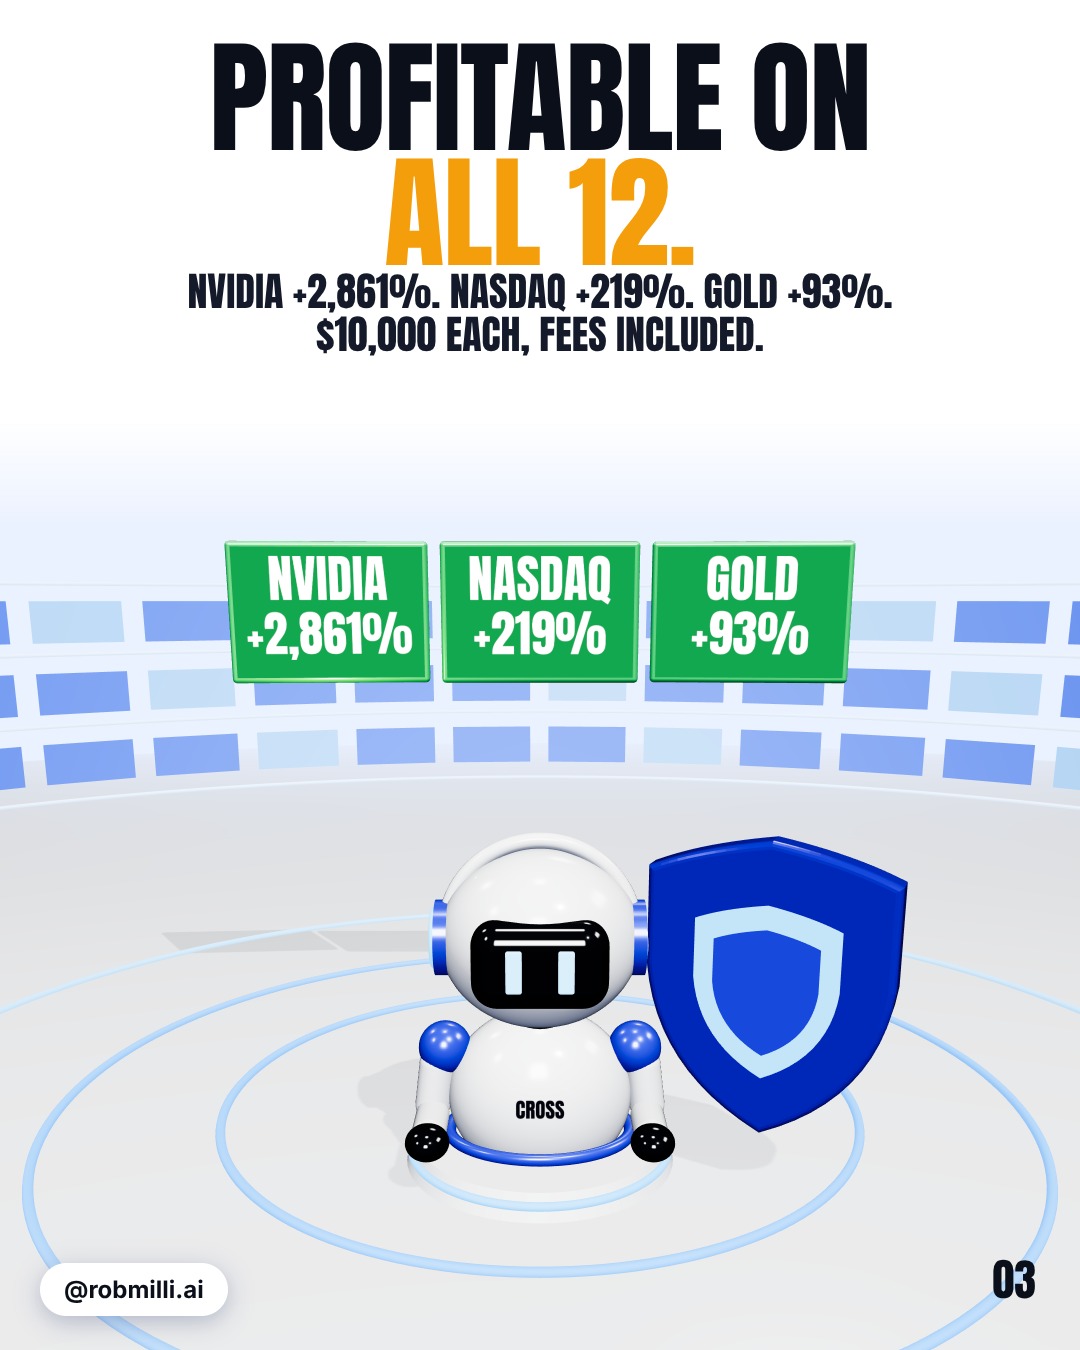 PROFITABLE ON
ALL 12.
NVIDIA +2,861%. NASDAQ +219%. GOLD +93%.
$10,000 EACH, FEES INCLUDED.
NVIDIA
+2,861%
NASDAQ
+219%
GOLD
+93%
CROSS
@robmilli.ai
03